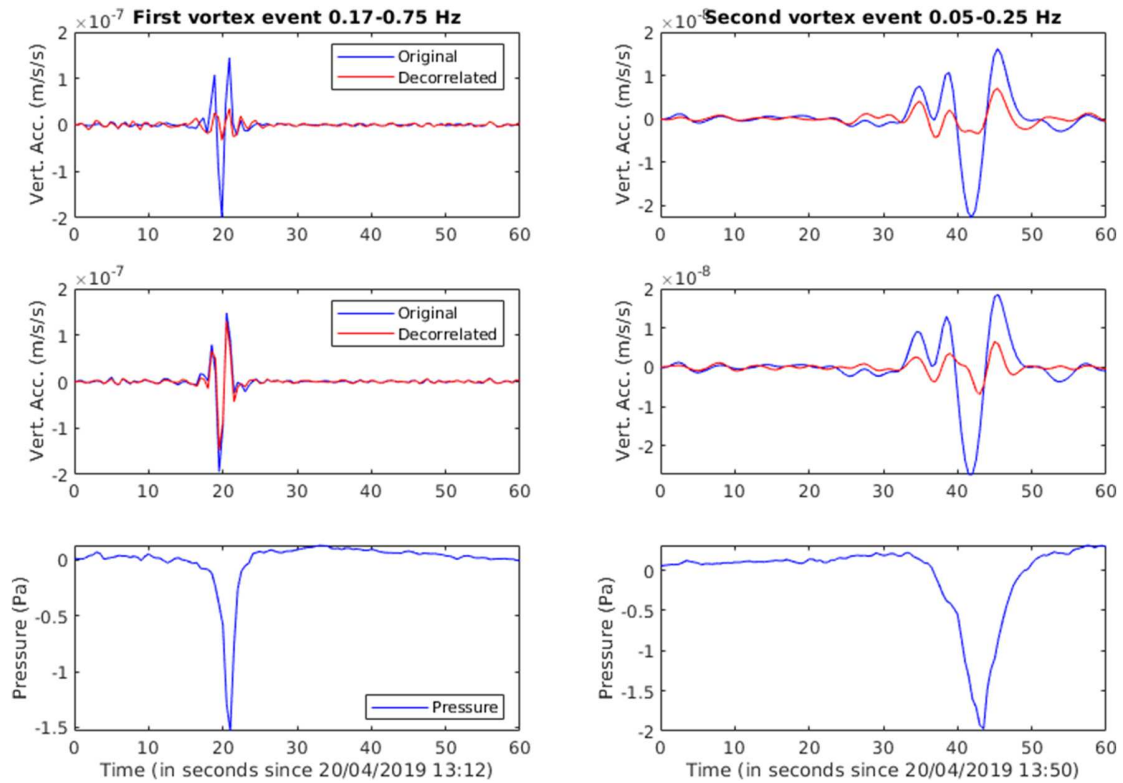 First vortex event 0.17-0.75 Hz
×10-7
2
1
0
-1
-2
Vert. Acc. (m/s/s)
Original
Decorrelated
0 10 20 30 40 50 60
Second vortex event 0.05-0.25 Hz
×10-8
2
1
0
-1
-2
Vert. Acc. (m/s/s)
0 10 20 30 40 50 60
×10-7
2
1
0
-1
-2
Vert. Acc. (m/s/s)
Original
Decorrelated
0 10 20 30 40 50 60
×10-8
2
1
0
-1
-2
Vert. Acc. (m/s/s)
0 10 20 30 40 50 60
0
-0.5
-1
-1.5
Pressure (Pa)
Pressure
0 10 20 30 40 50 60
Time (in seconds since 20/04/2019 13:12)
0
-0.5
-1
-1.5
-2
Pressure (Pa)
0 10 20 30 40 50 60
Time (in seconds since 20/04/2019 13:50)